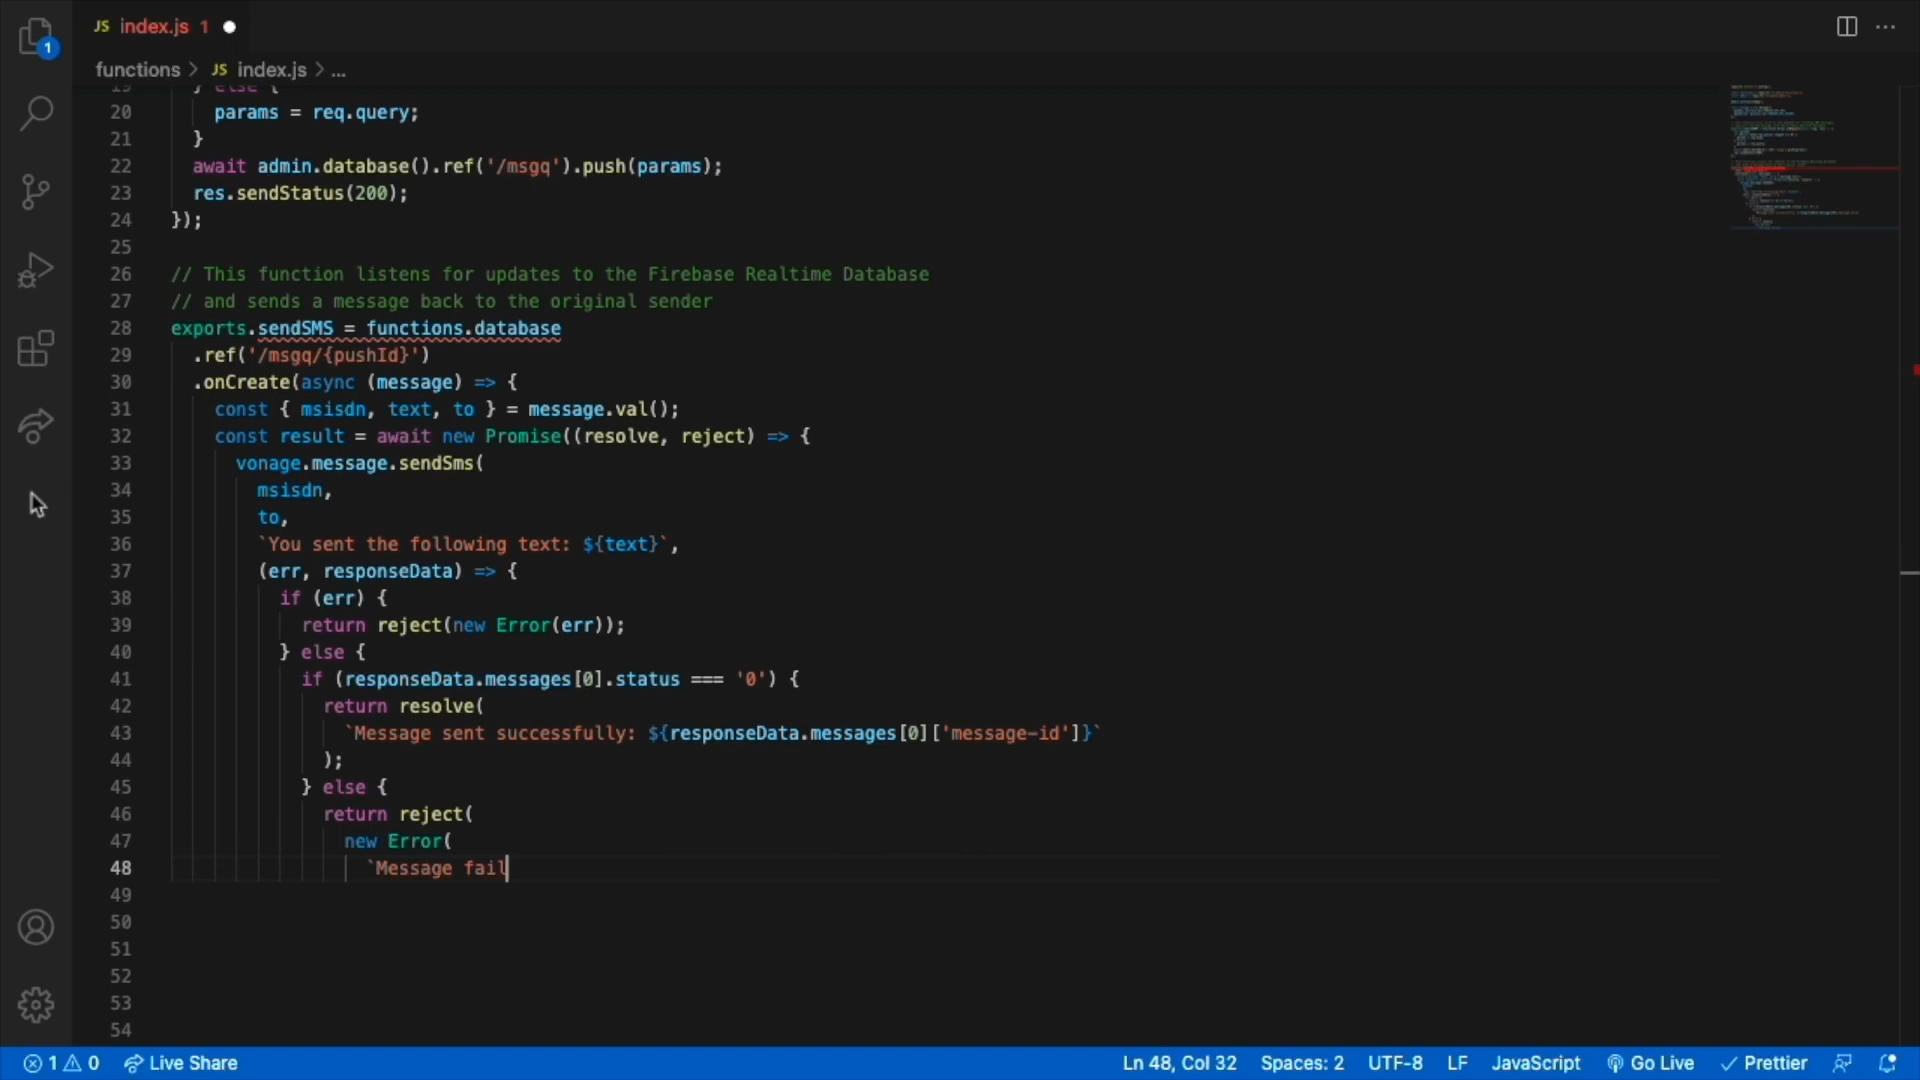 1
JS index.js 1
functions > JS index.js > ...
19 } else {
20 params = req.query;
21 }
22 await admin.database().ref('/msgq').push(params);
23 res.sendStatus(200);
24 });
25
26 // This function listens for updates to the Firebase Realtime Database
27 // and sends a message back to the original sender
28 exports.sendSMS = functions.database
29 .ref('/msgq/{pushId}')
30 .onCreate(async (message) => {
31 const { msisdn, text, to } = message.val();
32 const result = await new Promise((resolve, reject) => {
33 vonage.message.sendSms(
34 msisdn,
35 to,
36 `You sent the following text: ${text}`,
37 (err, responseData) => {
38 if (err) {
39 return reject(new Error(err));
40 } else {
41 if (responseData.messages[0].status === '0') {
42 return resolve(
43 `Message sent successfully: ${responseData.messages[0]['message-id']}`
44 );
45 } else {
46 return reject(
47 new Error(
48 `Message fail
49
50
51
52
53
54
1 0 Live Share Ln 48, Col 32 Spaces: 2 UTF-8 LF JavaScript Go Live Prettier